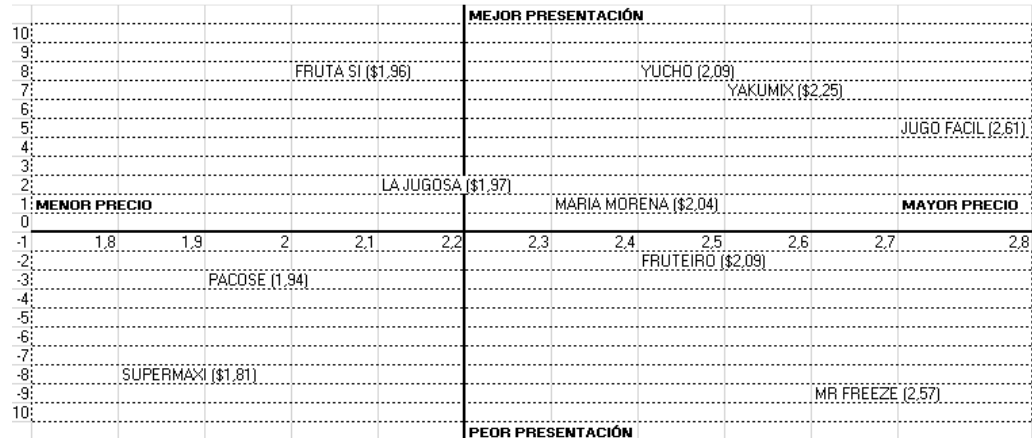 MEJOR PRESENTACIÓN
10
9
8 FRUTA SI ($1,96) YUCHO (2,09)
7 YAKUMIX ($2,25)
6
5 JUGO FACIL (2,61)
4
3
2 LA JUGOSA ($1,97)
1 MENOR PRECIO MARIA MORENA ($2,04) MAYOR PRECIO
0
-1 1,8 1,9 2 2,1 2,2 2,3 2,4 2,5 2,6 2,7 2,8
-2 FRUTEIRO ($2,09)
-3 PACOSE (1,94)
-4
-5
-6
-7
-8 SUPERMAXI ($1,81)
-9 MR FREEZE (2,57)
10
PEOR PRESENTACIÓN